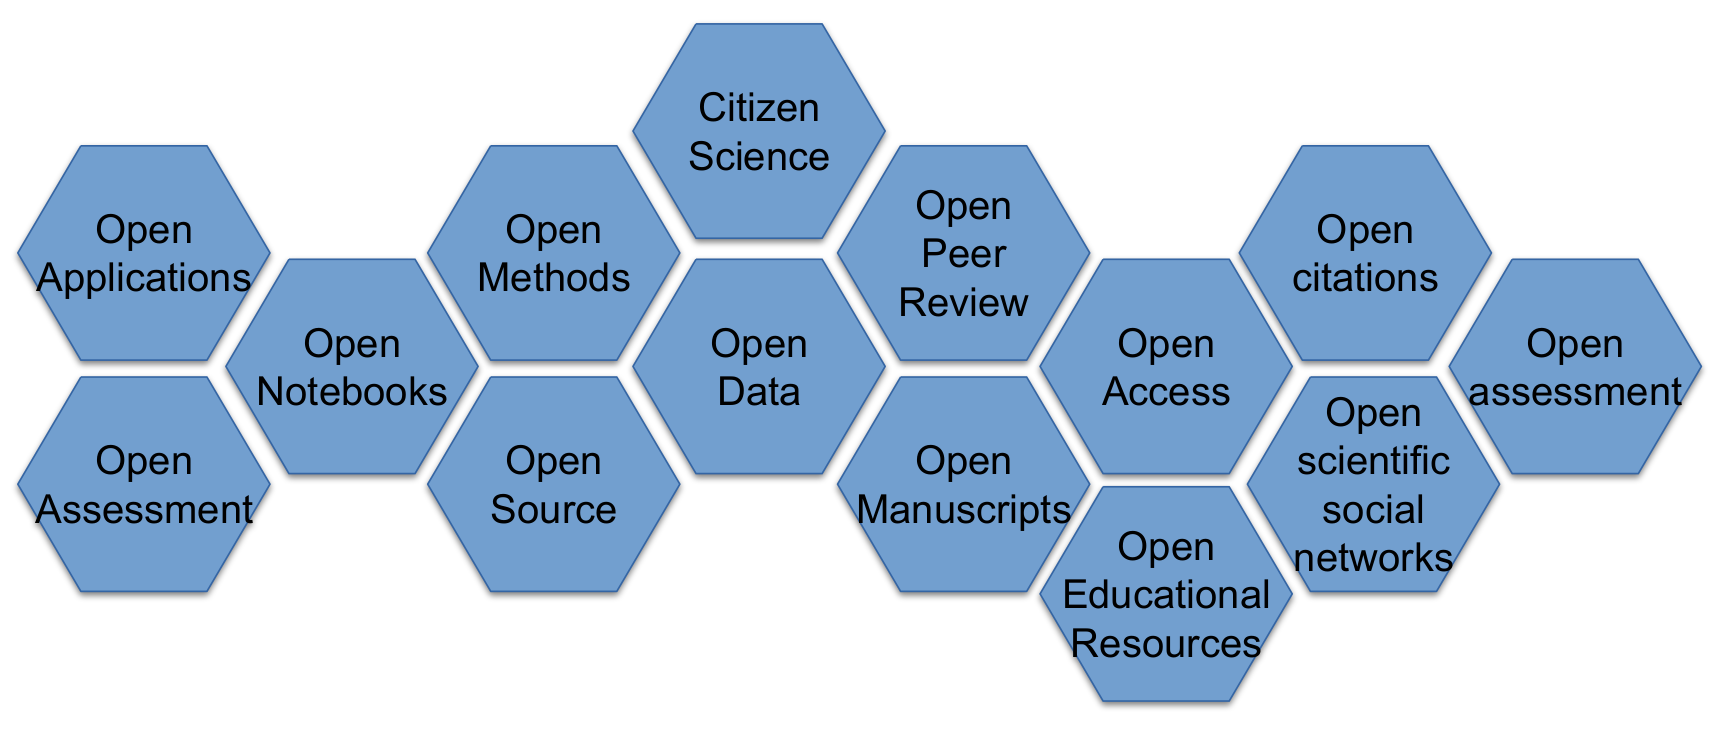 Open
Applications
Open
Assessment
Open
Notebooks
Open
Methods
Open
Source
Citizen
Science
Open
Data
Open
Peer
Review
Open
Manuscripts
Open
Access
Open
Educational
Resources
Open
citations
Open
scientific
social
networks
Open
assessment